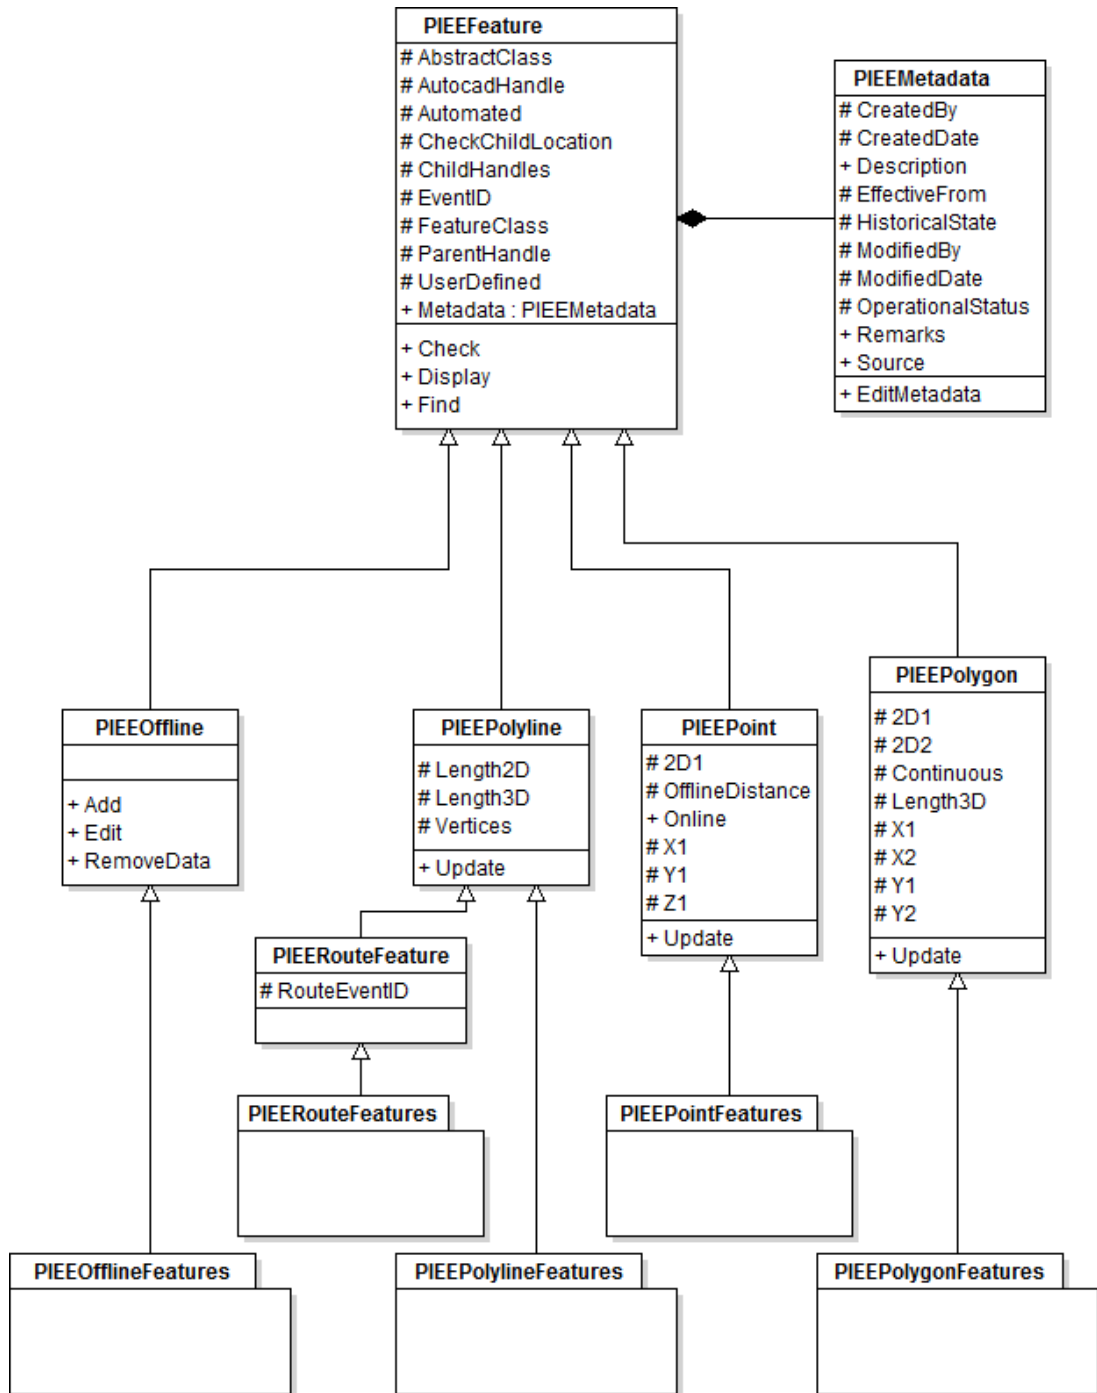 PIEEFeature
# AbstractClass
# AutocadHandle
# Automated
# CheckChildLocation
# ChildHandles
# EventID
# FeatureClass
# ParentHandle
# UserDefined
+ Metadata : PIEEMetadata
+ Check
+ Display
+ Find
PIEEMetadata
# CreatedBy
# CreatedDate
+ Description
# EffectiveFrom
# HistoricalState
# ModifiedBy
# ModifiedDate
# OperationalStatus
+ Remarks
+ Source
+ EditMetadata
PIEEOffline
+ Add
+ Edit
+ RemoveData
PIEEPolyline
# Length2D
# Length3D
# Vertices
+ Update
PIEEPoint
# 2D1
# OfflineDistance
+ Online
# X1
# Y1
# Z1
+ Update
PIEEPolygon
# 2D1
# 2D2
# Continuous
# Length3D
# X1
# X2
# Y1
# Y2
+ Update
PIEERouteFeature
# RouteEventID
PIEERouteFeatures
PIEEPointFeatures
PIEEOfflineFeatures
PIEEPolylineFeatures
PIEEPolygonFeatures